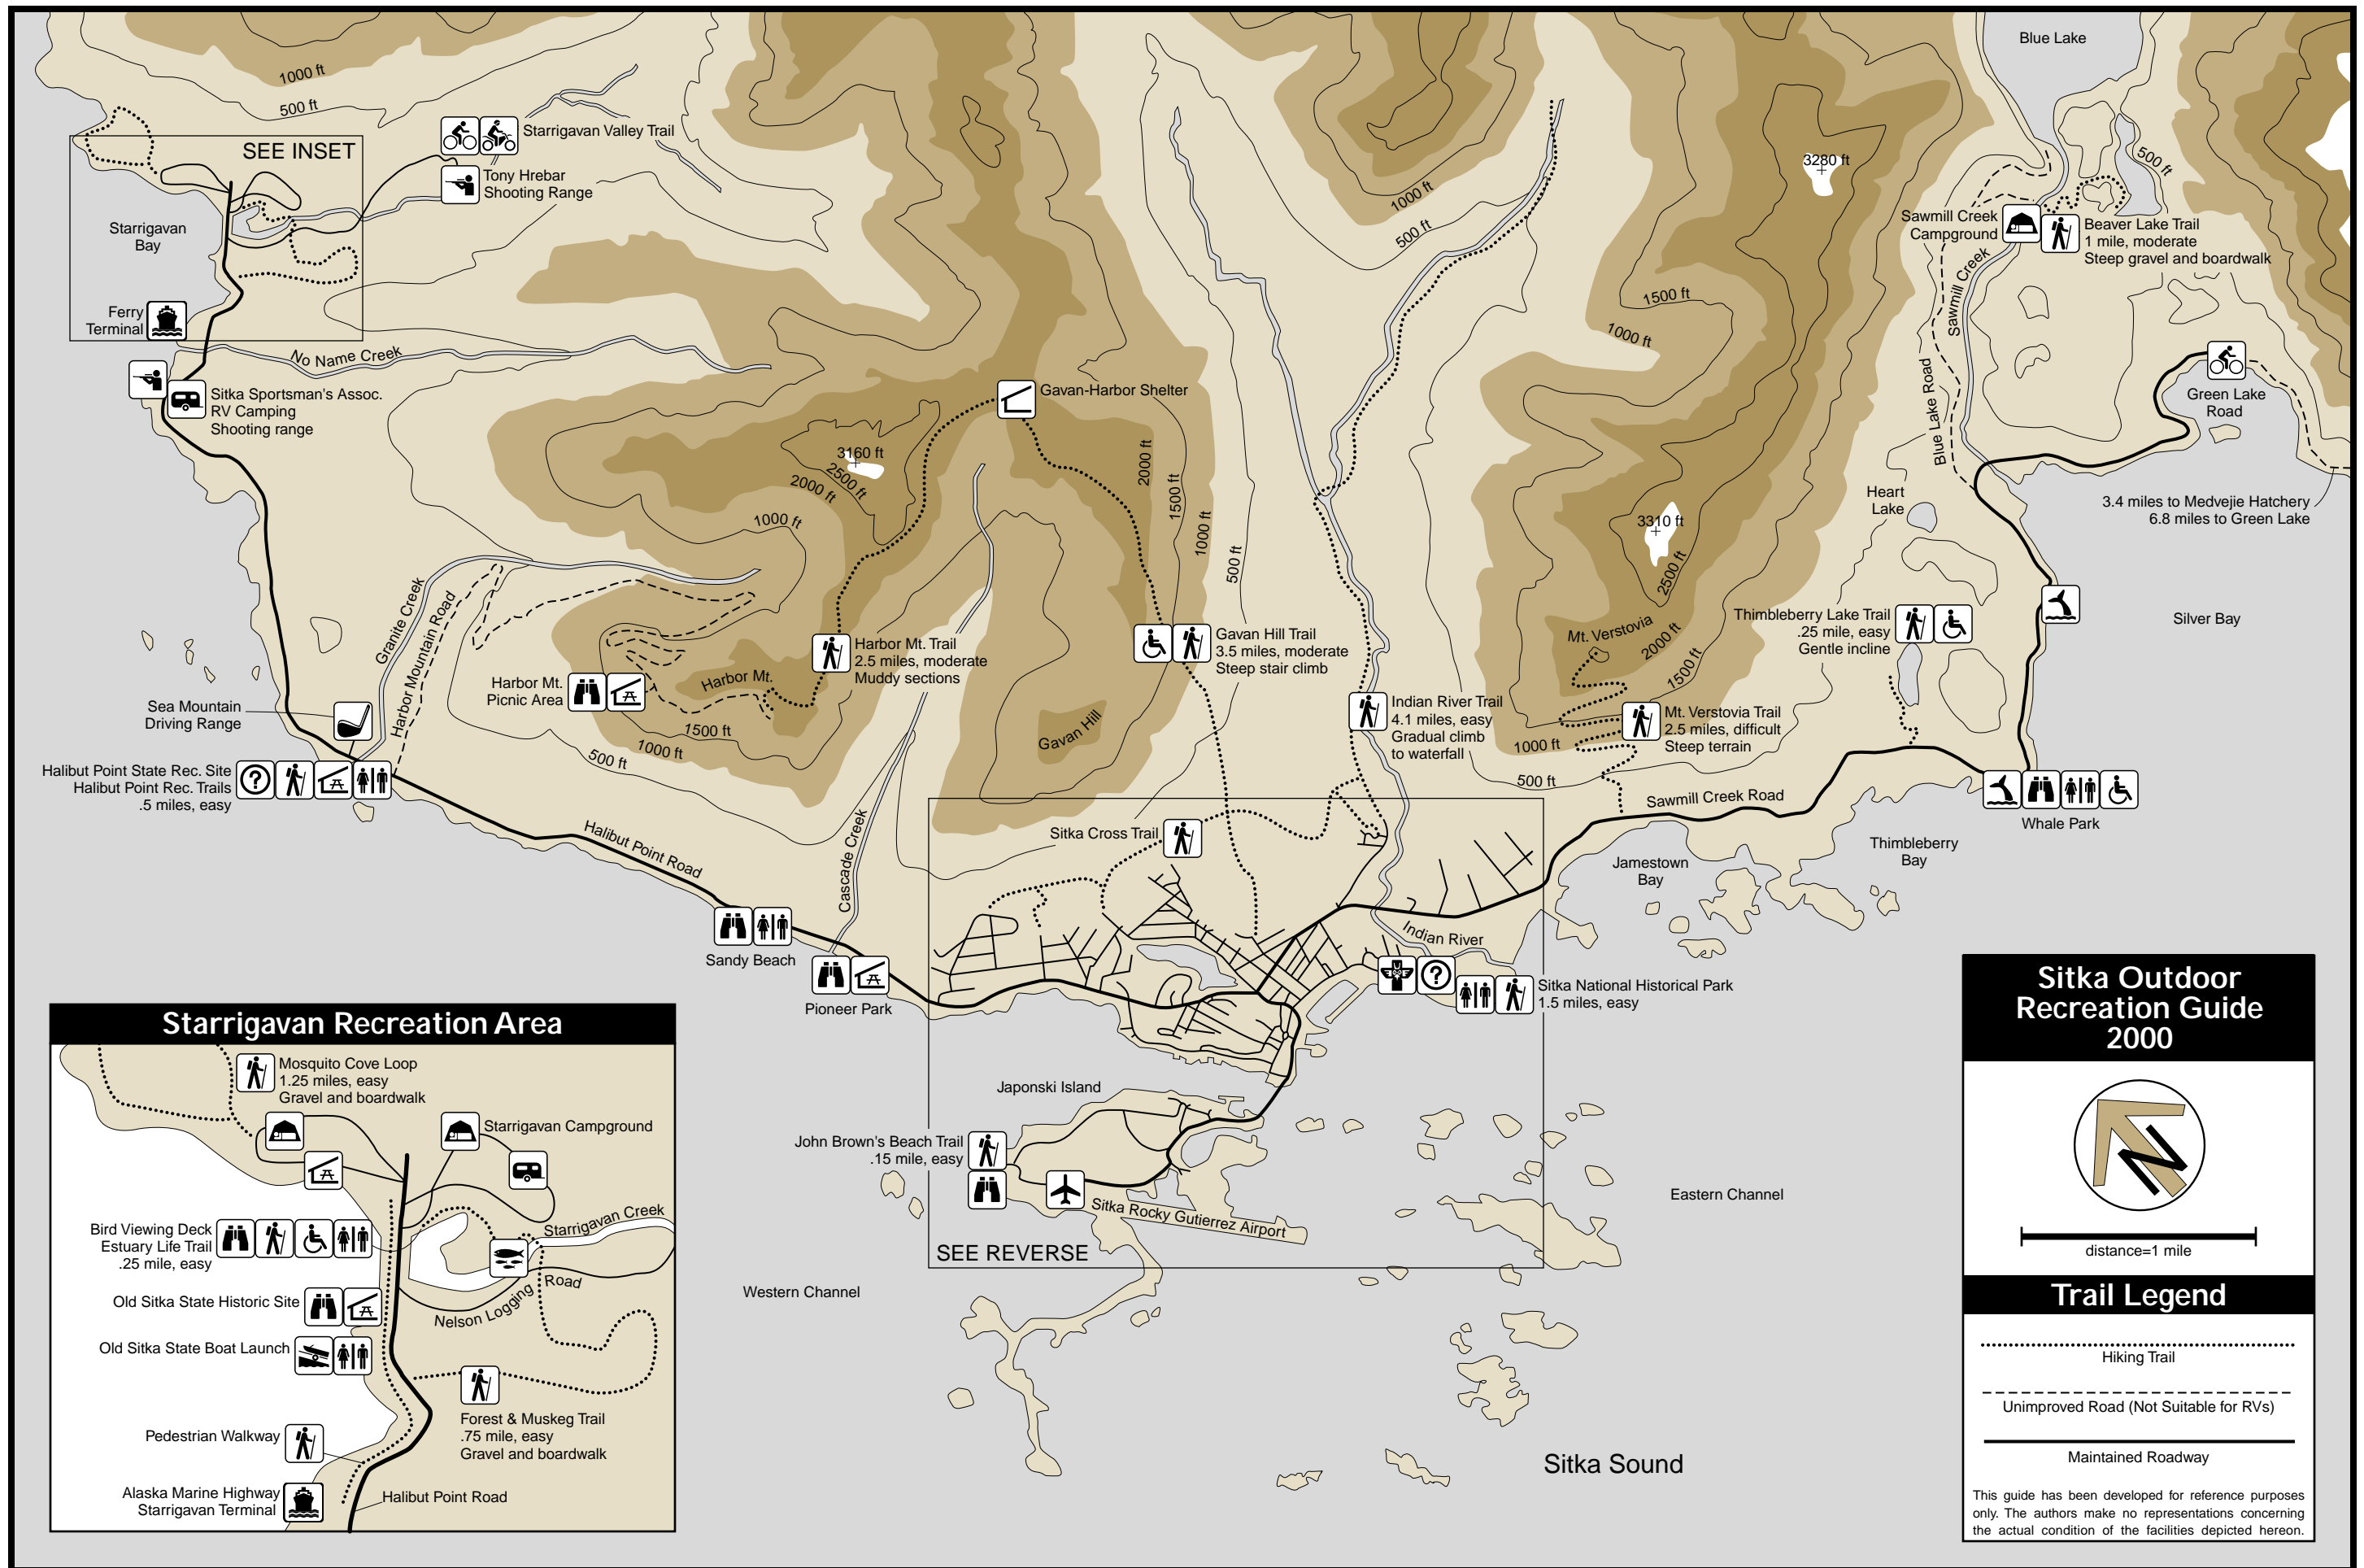 Blue Lake
1000 ft
500 ft
SEE INSET
Starrigavan Valley Trail
Tony Hrebar
Shooting Range
Starrigavan
Bay
Ferry
Terminal
No Name Creek
Sitka Sportsman's Assoc.
RV Camping
Shooting range
Gavan-Harbor Shelter
3160 ft
2500 ft
2000 ft
1000 ft
2000 ft
1500 ft
1000 ft
500 ft
1000 ft
500 ft
3280 ft
1500 ft
1000 ft
500 ft
Sawmill Creek
Campground
Beaver Lake Trail
1 mile, moderate
Steep gravel and boardwalk
Sawmill Creek
Blue Lake Road
Green Lake
Road
3.4 miles to Medvejie Hatchery
6.8 miles to Green Lake
Heart
Lake
3310 ft
2500 ft
Mt. Verstovia
2000 ft
1500 ft
1000 ft
500 ft
Thimbleberry Lake Trail
.25 mile, easy
Gentle incline
Silver Bay
Granite Creek
Harbor Mountain Road
Harbor Mt.
Picnic Area
Harbor Mt.
Harbor Mt. Trail
2.5 miles, moderate
Muddy sections
Gavan Hill Trail
3.5 miles, moderate
Steep stair climb
Indian River Trail
4.1 miles, easy
Gradual climb
to waterfall
Mt. Verstovia Trail
2.5 miles, difficult
Steep terrain
Sea Mountain
Driving Range
1500 ft
1000 ft
500 ft
Gavan Hill
Halibut Point State Rec. Site
Halibut Point Rec. Trails
.5 miles, easy
Halibut Point Road
Cascade Creek
Sitka Cross Trail
Sawmill Creek Road
Whale Park
Thimbleberry
Bay
Jamestown
Bay
Sandy Beach
Pioneer Park
Indian River
Sitka National Historical Park
1.5 miles, easy
Japonski Island
John Brown's Beach Trail
.15 mile, easy
Sitka Rocky Gutierrez Airport
SEE REVERSE
Eastern Channel
Western Channel
Sitka Sound
Starrigavan Recreation Area
Mosquito Cove Loop
1.25 miles, easy
Gravel and boardwalk
Starrigavan Campground
Bird Viewing Deck
Estuary Life Trail
.25 mile, easy
Starrigavan Creek
Nelson Logging Road
Old Sitka State Historic Site
Old Sitka State Boat Launch
Forest & Muskeg Trail
.75 mile, easy
Gravel and boardwalk
Pedestrian Walkway
Alaska Marine Highway
Starrigavan Terminal
Halibut Point Road
Sitka Outdoor
Recreation Guide
2000
N
distance=1 mile
Trail Legend
Hiking Trail
Unimproved Road (Not Suitable for RVs)
Maintained Roadway
This guide has been developed for reference purposes
only. The authors make no representations concerning
the actual condition of the facilities depicted hereon.